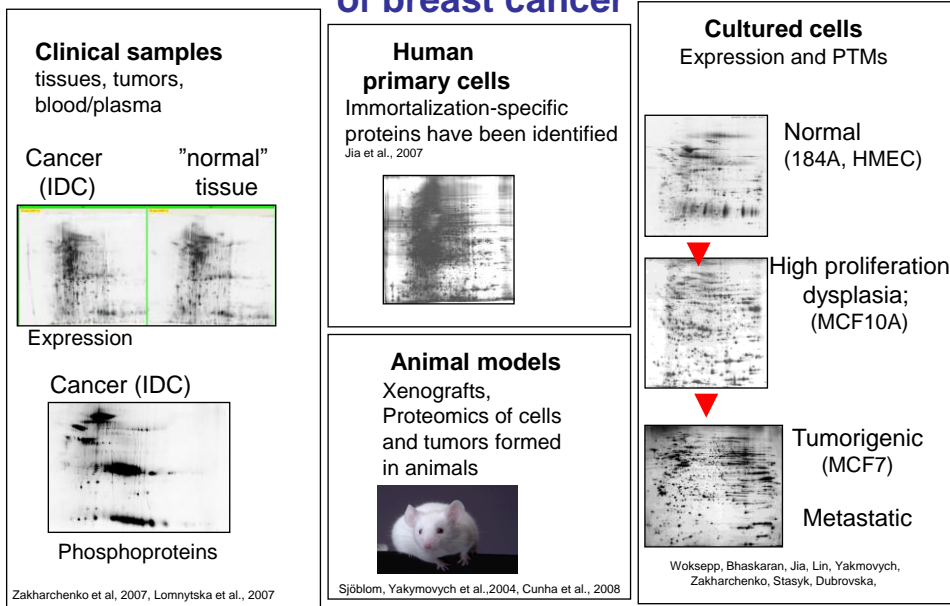 of breast cancer
Clinical samples
tissues, tumors,
blood/plasma
Cancer
(IDC)
”normal”
tissue
Expression
Cancer (IDC)
Phosphoproteins
Zakharchenko et al, 2007, Lomnytska et al., 2007
Human
primary cells
Immortalization-specific
proteins have been identified
Jia et al., 2007
Animal models
Xenografts,
Proteomics of cells
and tumors formed
in animals
Sjöblom, Yakymovych et al.,2004, Cunha et al., 2008
Cultured cells
Expression and PTMs
Normal
(184A, HMEC)
High proliferation
dysplasia;
(MCF10A)
Tumorigenic
(MCF7)
Metastatic
Woksepp, Bhaskaran, Jia, Lin, Yakmovych,
Zakharchenko, Stasyk, Dubrovska,